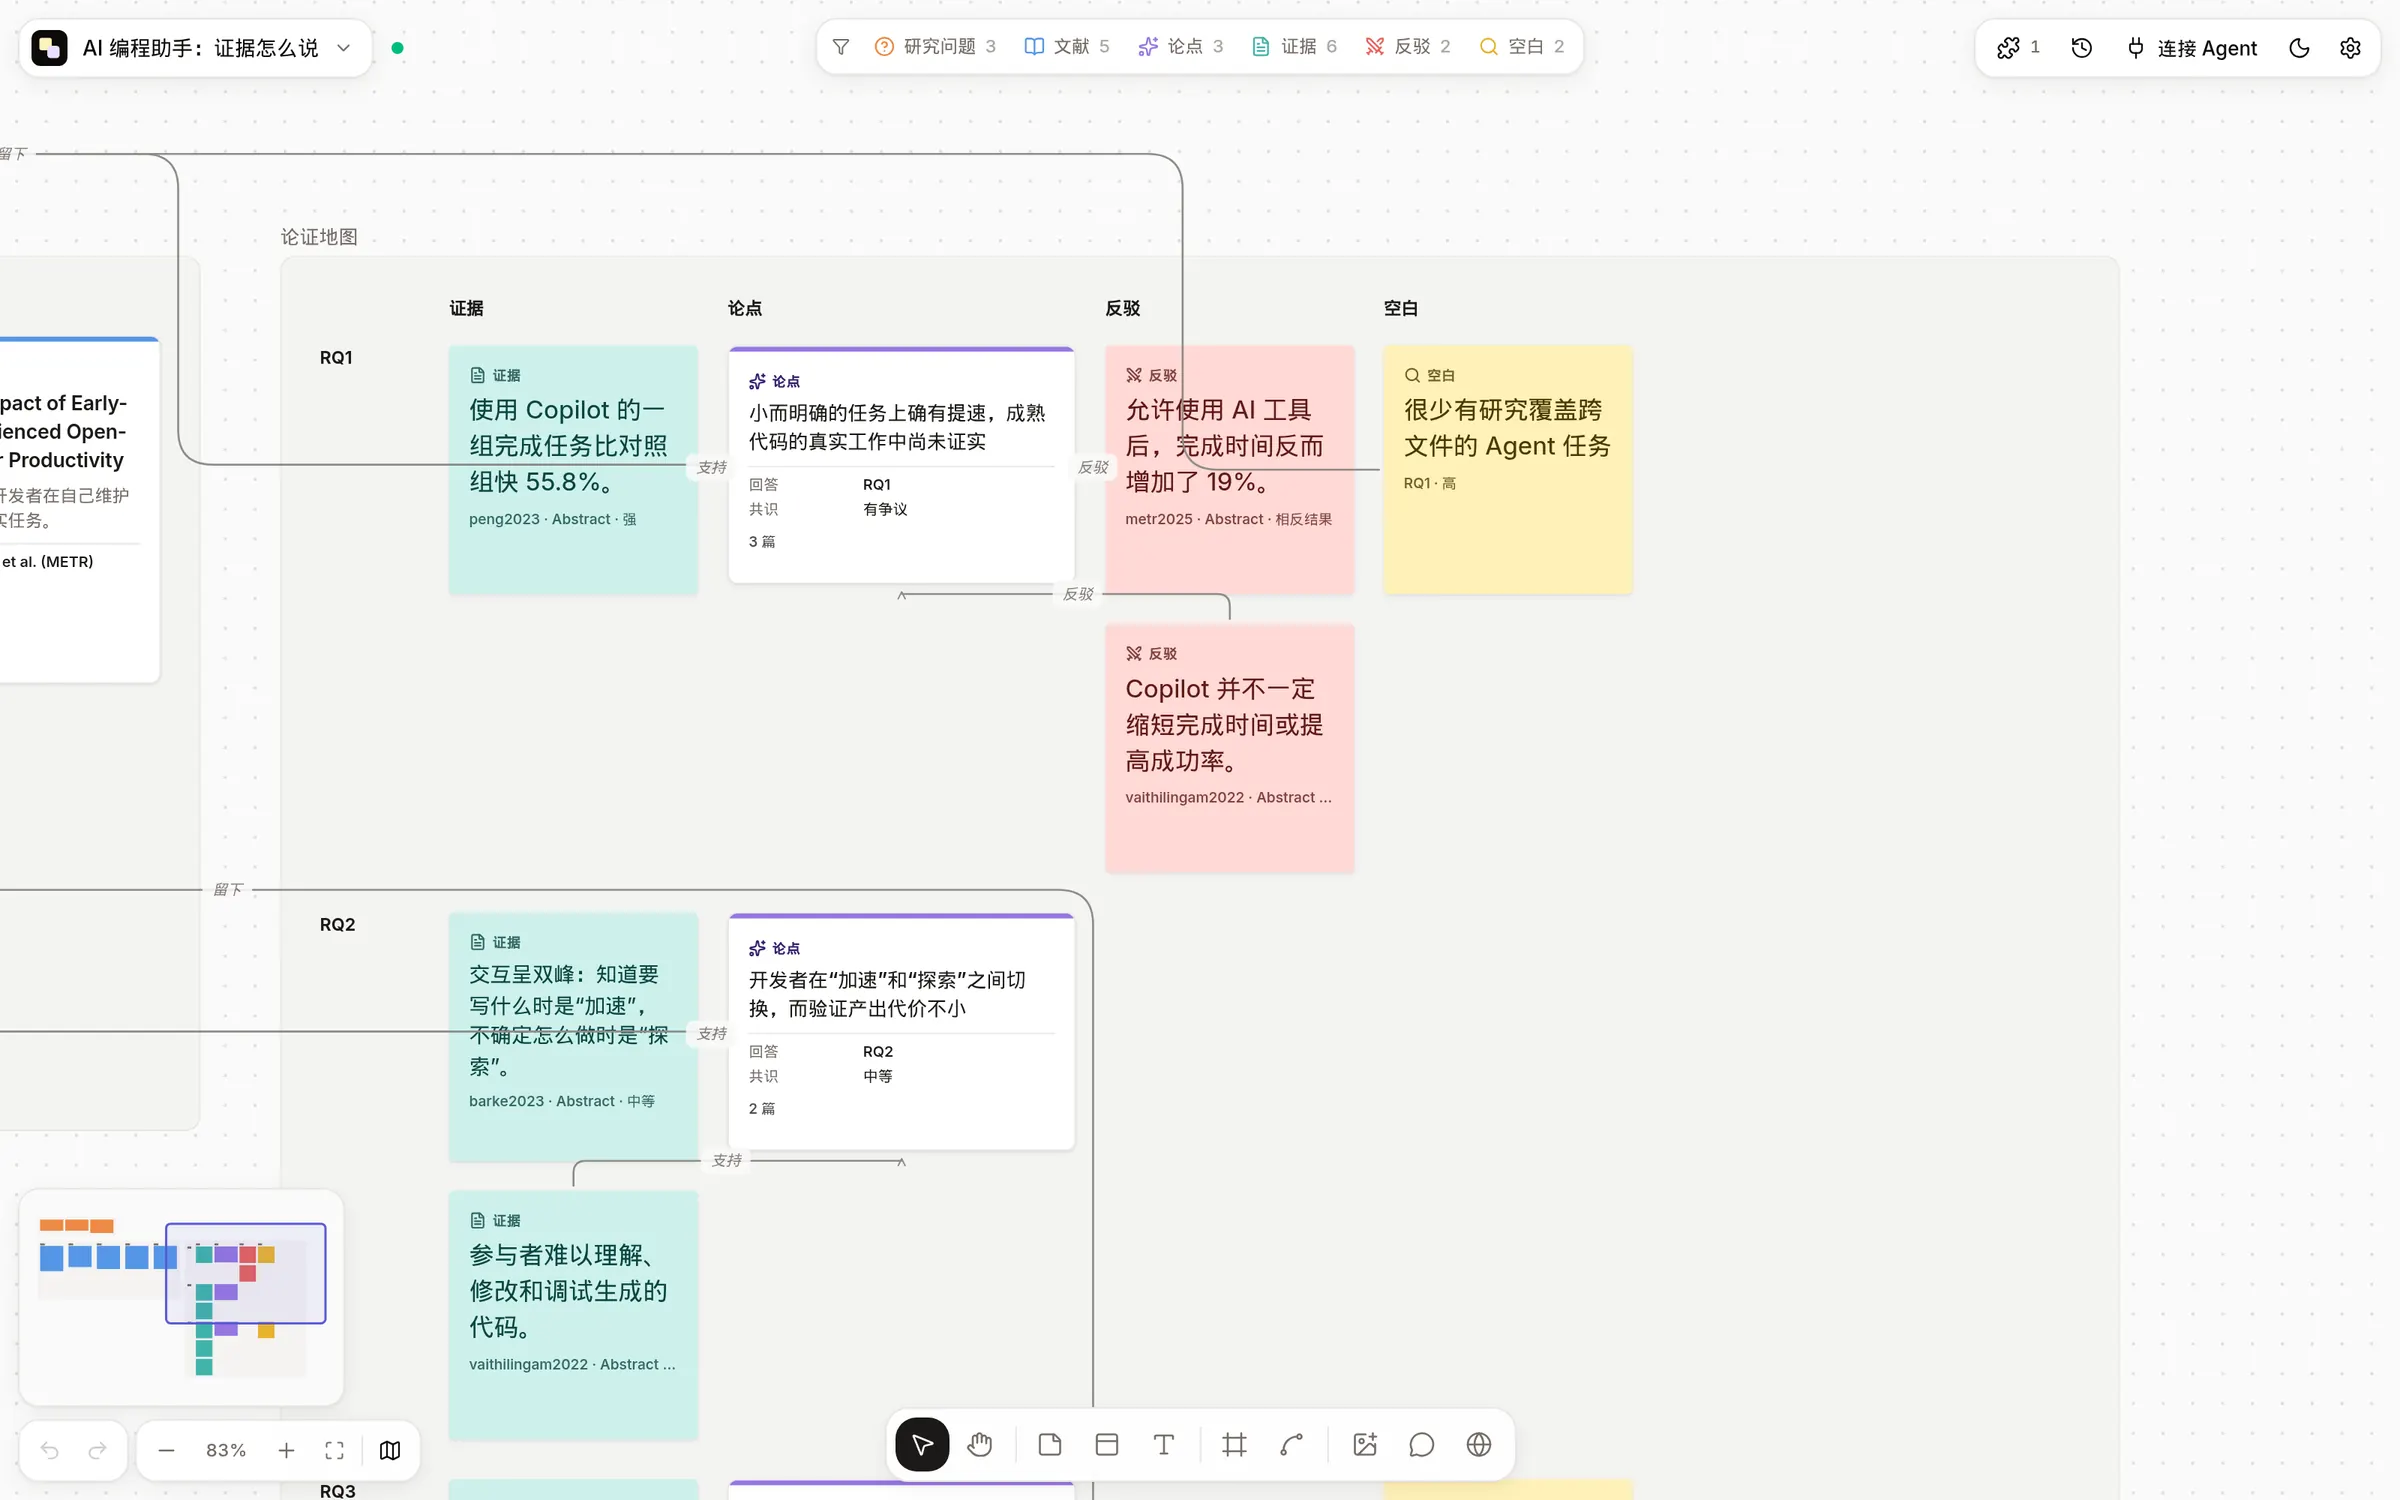 AI 编程助手：证据怎么说
研究问题 3
文献 5
论点 3
证据 6
反驳 2
空白 2
1
连接 Agent
留下
论证地图
证据
论点
反驳
空白
pact of Early-
ienced Open-
r Productivity
开发者在自己维护
实任务。
et al. (METR)
RQ1
证据
使用 Copilot 的一
组完成任务比对照
组快 55.8%。
peng2023 · Abstract · 强
支持
论点
小而明确的任务上确有提速，成熟
代码的真实工作中尚未证实
回答 RQ1
共识 有争议
3 篇
反驳
反驳
允许使用 AI 工具
后，完成时间反而
增加了 19%。
metr2025 · Abstract · 相反结果
空白
很少有研究覆盖跨
文件的 Agent 任务
RQ1 · 高
反驳
反驳
Copilot 并不一定
缩短完成时间或提
高成功率。
vaithilingam2022 · Abstract ...
留下
RQ2
证据
交互呈双峰：知道要
写什么时是“加速”，
不确定怎么做时是“探
索”。
barke2023 · Abstract · 中等
支持
论点
开发者在“加速”和“探索”之间切
换，而验证产出代价不小
回答 RQ2
共识 中等
2 篇
支持
证据
参与者难以理解、
修改和调试生成的
代码。
vaithilingam2022 · Abstract ...
83%
RQ3